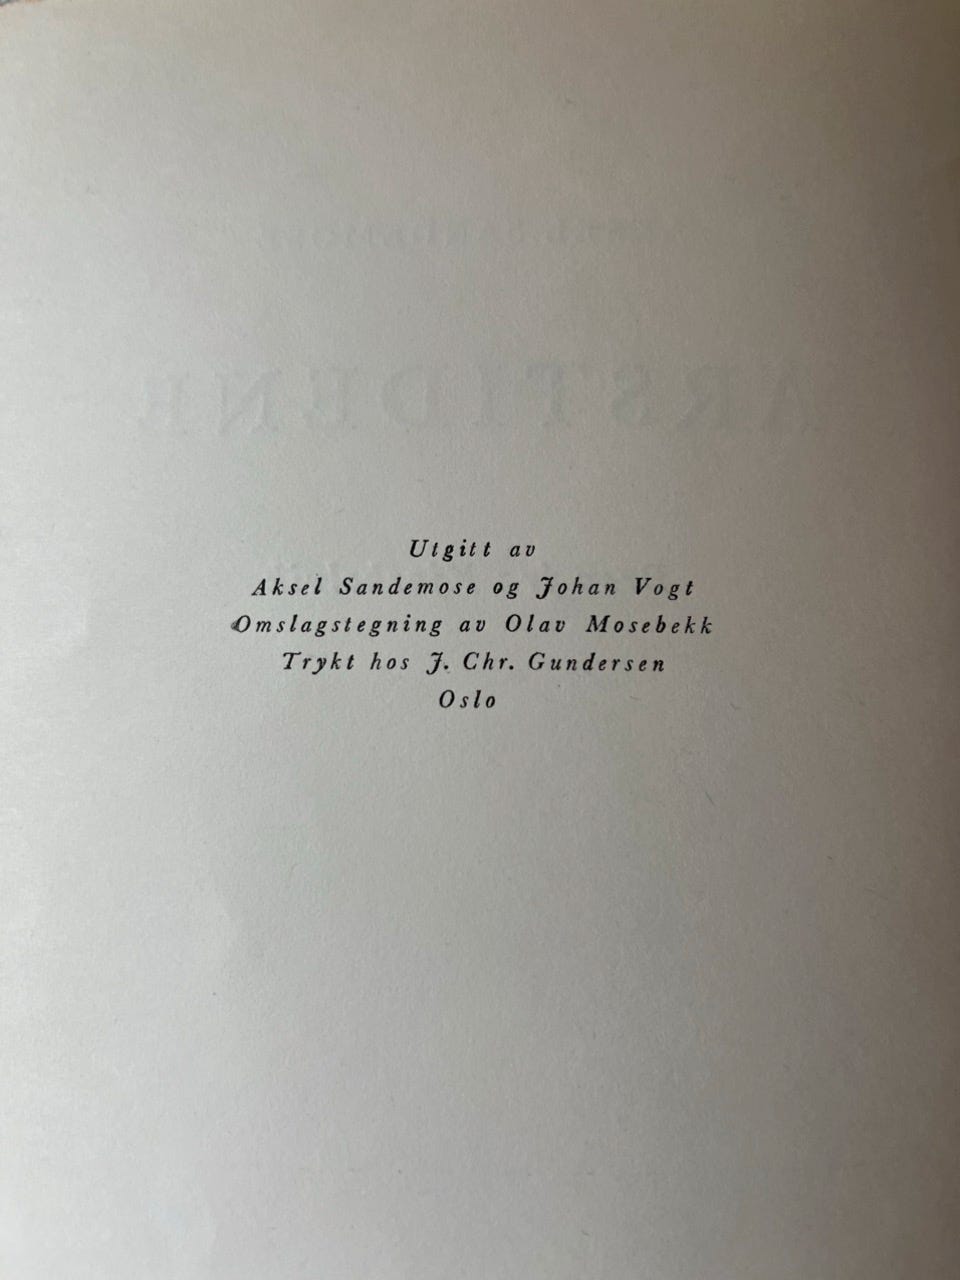 Utgitt av
Aksel Sandemose og Johan Vogt
Omslagstegning av Olav Mosebekk
Trykt hos J. Chr. Gundersen
Oslo